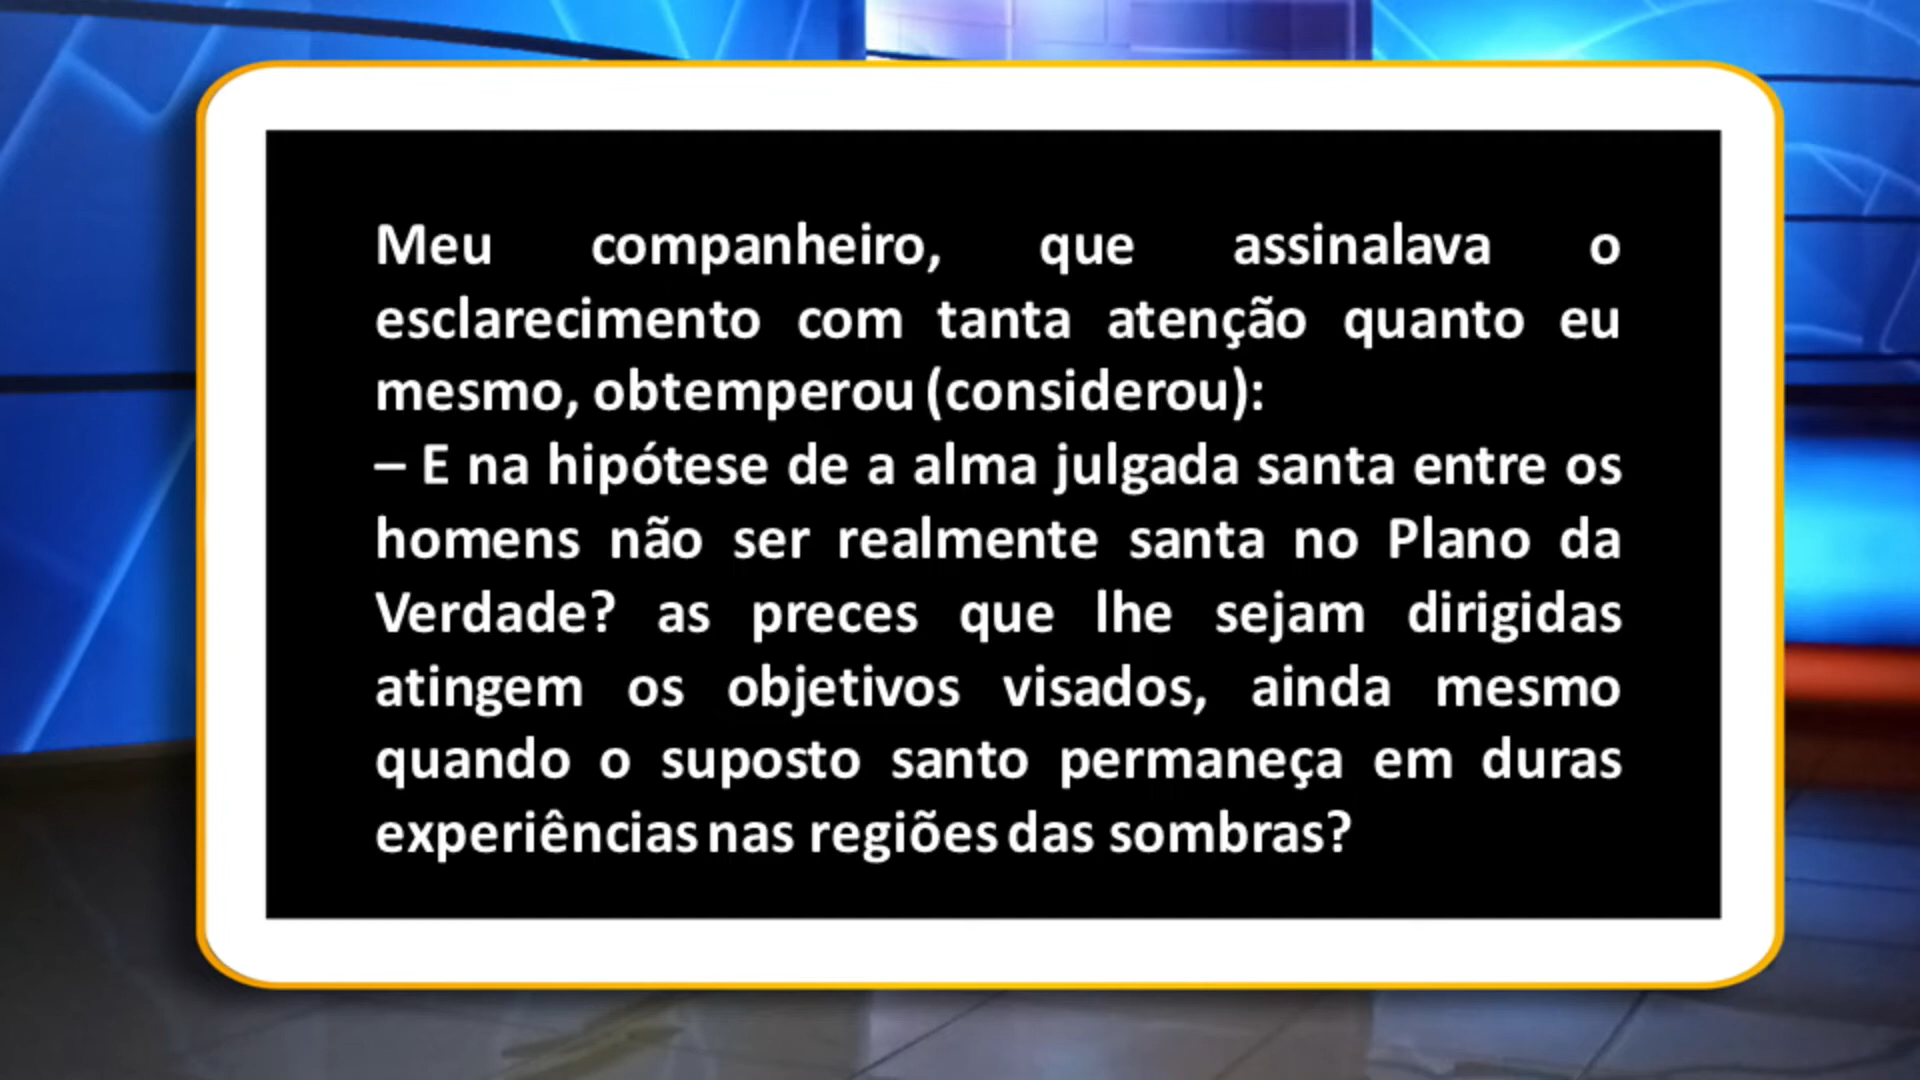 Meu companheiro, que assinalava o
esclarecimento com tanta atenção quanto eu
mesmo, obtemperou (considerou):
– E na hipótese de a alma julgada santa entre os
homens não ser realmente santa no Plano da
Verdade? as preces que lhe sejam dirigidas
atingem os objetivos visados, ainda mesmo
quando o suposto santo permaneça em duras
experiências nas regiões das sombras?